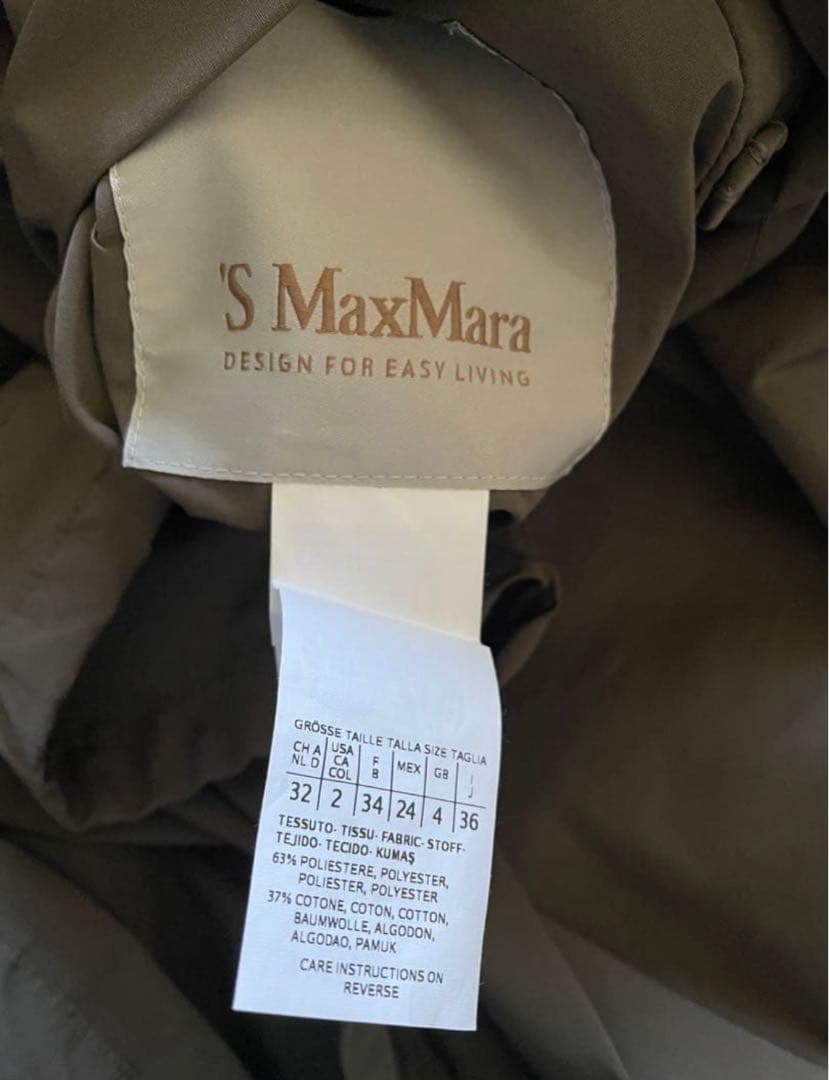 'S MaxMara
DESIGN FOR EASY LIVING
GRÖSSE TAILLE TALLA SIZE TAGLIA
CH A NL D | USA CA COL | F B | MEX | GB | I J
32 | 2 | 34 | 24 | 4 | 36
TESSUTO- TISSU- FABRIC- STOFF-
TEJIDO- TECIDO- KUMAŞ
63% POLIESTERE, POLYESTER,
POLIESTER, POLYESTER
37% COTONE, COTON, COTTON,
BAUMWOLLE, ALGODON,
ALGODAO, PAMUK
CARE INSTRUCTIONS ON
REVERSE